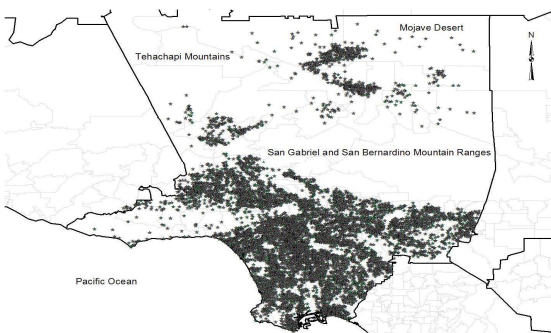 Mojave Desert
N
Tehachapi Mountains
San Gabriel and San Bernardino Mountain Ranges
Pacific Ocean